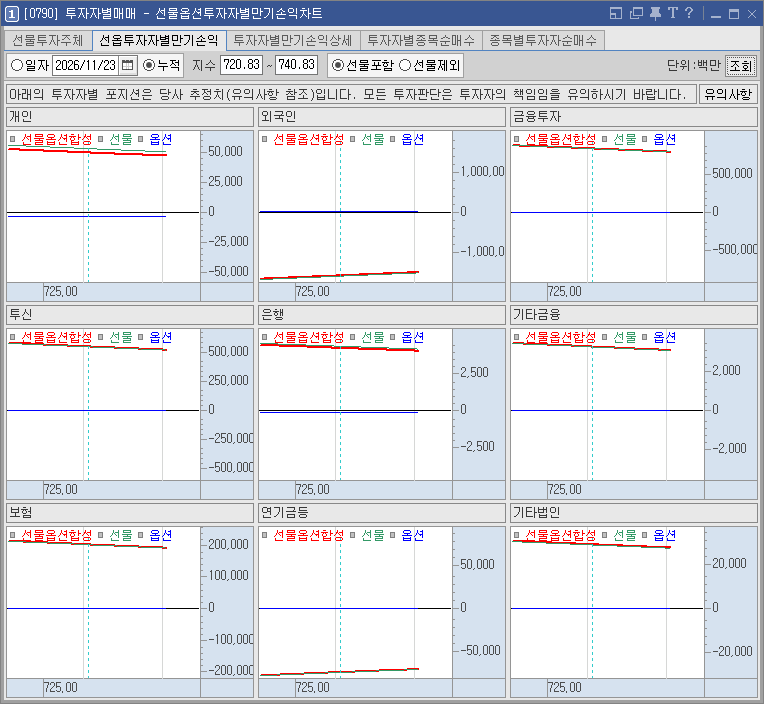 1 [0790] 투자자별매매 - 선물옵션투자자별만기손익차트
선물투자주체 선옵투자자별만기손익 투자자별만기손익상세 투자자별종목순매수 종목별투자자순매수
일자 2026/11/23 누적 지수 720.83 ~ 740.83 선물포함 선물제외 단위:백만 조회
아래의 투자자별 포지션은 당사 추정치(유의사항 참조)입니다. 모든 투자판단은 투자자의 책임임을 유의하시기 바랍니다. 유의사항
개인
선물옵션합성 선물 옵션
50,000
25,000
0
-25,000
-50,000
725,00
외국인
선물옵션합성 선물 옵션
1,000,00
0
-1,000,0
725,00
금융투자
선물옵션합성 선물 옵션
500,000
0
-500,000
725,00
투신
선물옵션합성 선물 옵션
500,000
250,000
0
-250,000
-500,000
725,00
은행
선물옵션합성 선물 옵션
2,500
0
-2,500
725,00
기타금융
선물옵션합성 선물 옵션
2,000
0
-2,000
725,00
보험
선물옵션합성 선물 옵션
200,000
100,000
0
-100,000
-200,000
725,00
연기금등
선물옵션합성 선물 옵션
50,000
0
-50,000
725,00
기타법인
선물옵션합성 선물 옵션
20,000
0
-20,000
725,00